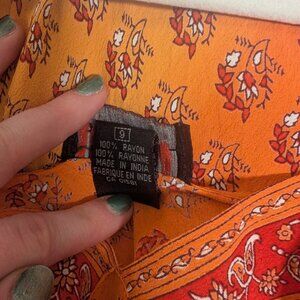 9
100% RAYON
100% RAYONNE
MADE IN INDIA
FABRIQUE EN INDE